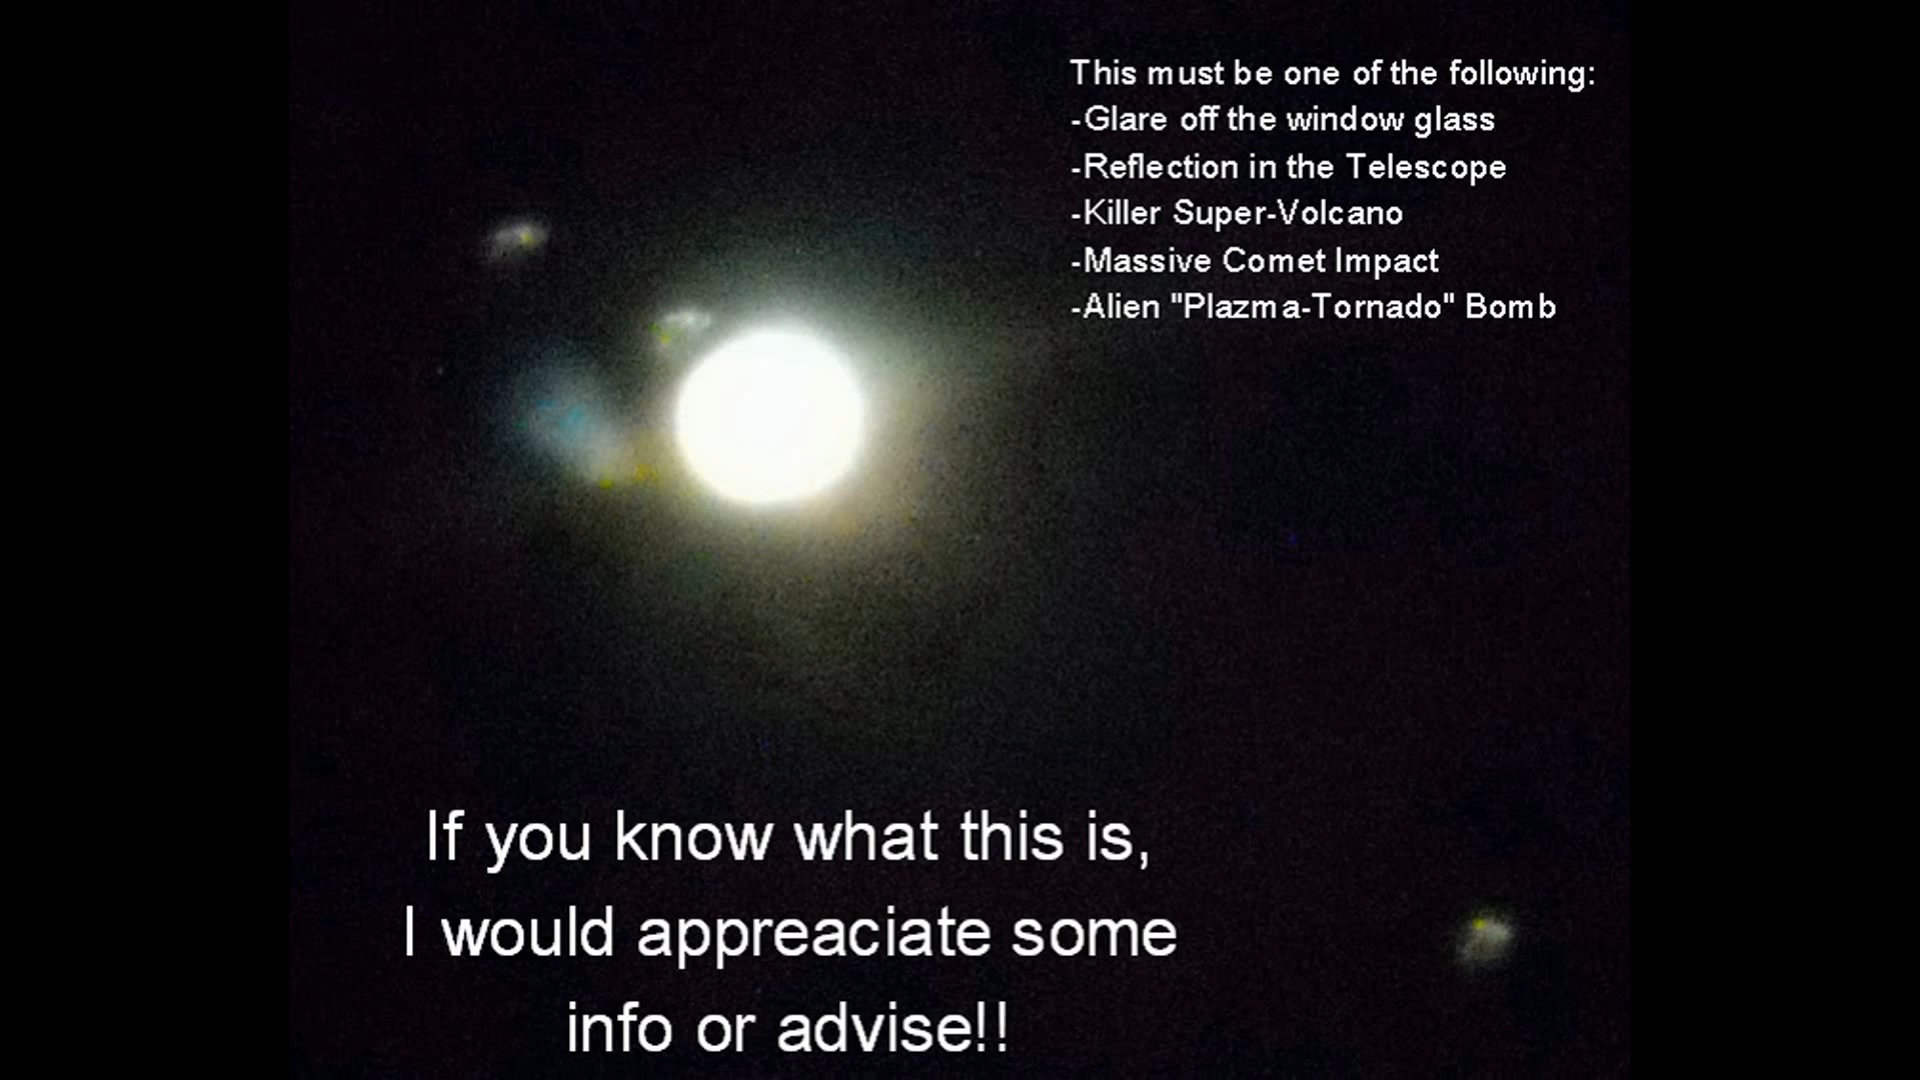 This must be one of the following:
-Glare off the window glass
-Reflection in the Telescope
-Killer Super-Volcano
-Massive Comet Impact
-Alien "Plazma-Tornado" Bomb
If you know what this is,
I would appreaciate some
info or advise!!